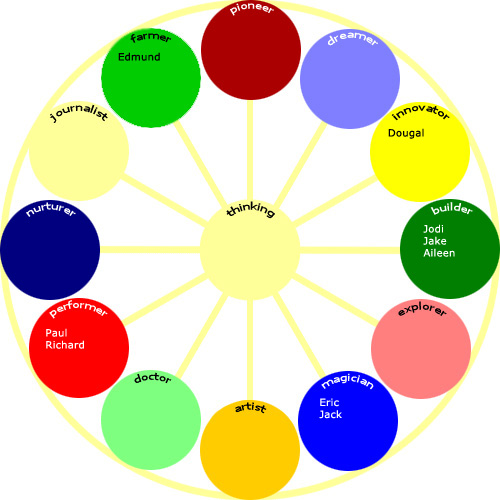 pioneer
farmer
Edmund
dreamer
journalist
innovator
Dougal
nurturer
thinking
builder
Jodi
Jake
Aileen
performer
Paul
Richard
explorer
doctor
magician
Eric
Jack
artist